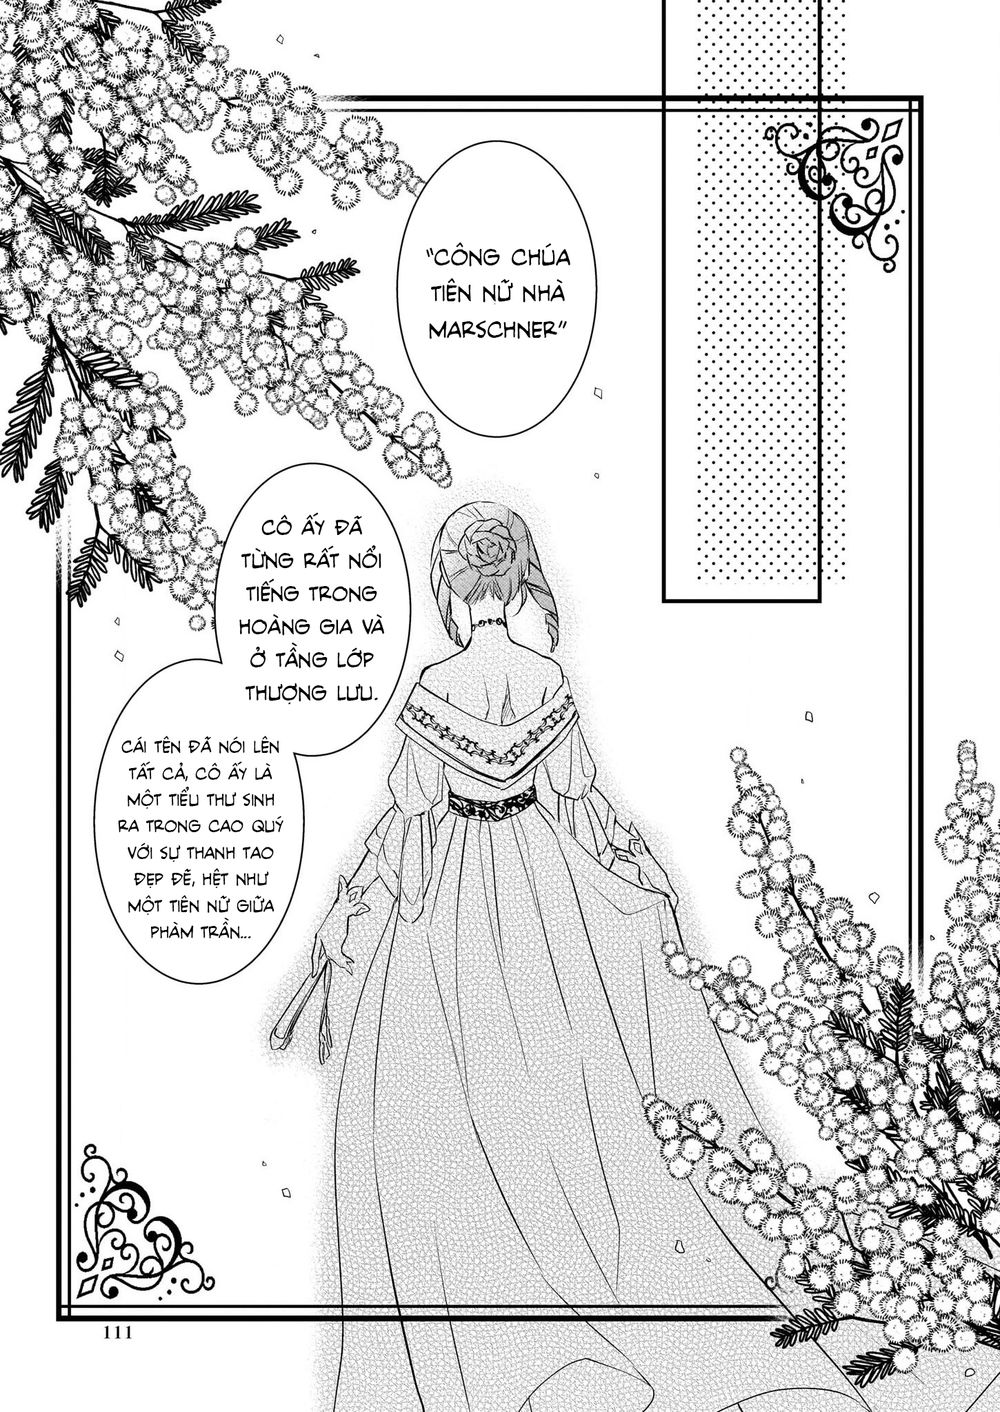 “CÔNG CHÚA
TIÊN NỮ NHÀ
MARSCHNER”
CÔ ẤY ĐÃ
TỪNG RẤT NỔI
TIẾNG TRONG
HOÀNG GIA VÀ
Ở TẦNG LỚP
THƯỢNG LƯU.
CÁI TÊN ĐÃ NÓI LÊN
TẤT CẢ, CÔ ẤY LÀ
MỘT TIỂU THƯ SINH
RA TRONG CAO QUÝ
VỚI SỰ THANH TAO
ĐẸP ĐẼ, HỆT NHƯ
MỘT TIÊN NỮ GIỮA
PHÀM TRẦN...
111